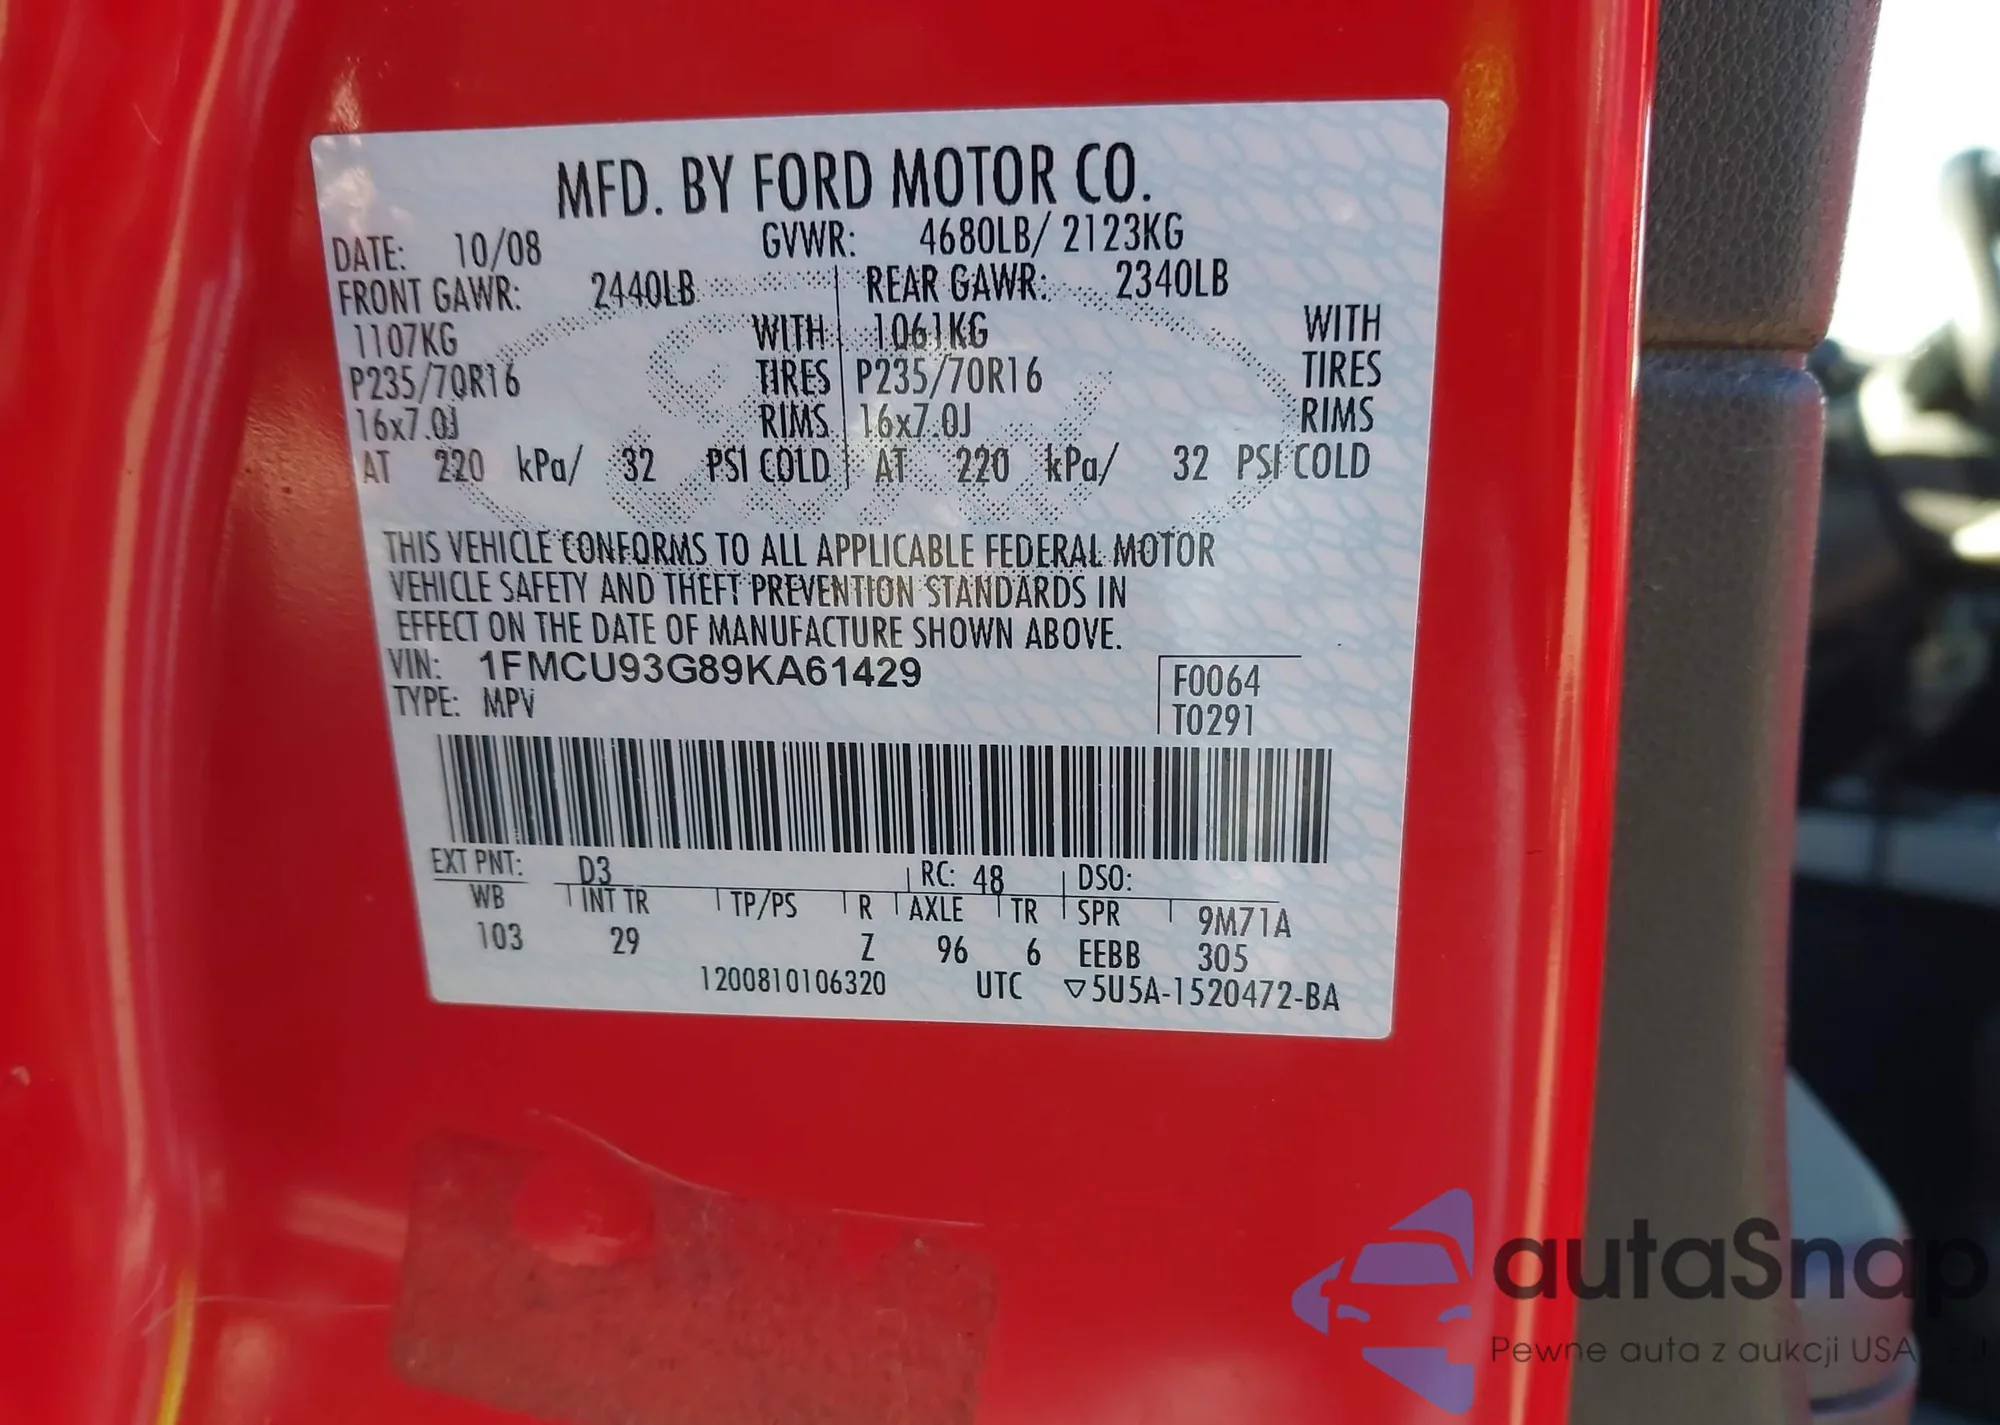 MFD. BY FORD MOTOR CO.
DATE: 10/08 GVWR: 4680LB/ 2123KG
FRONT GAWR: 2440LB REAR GAWR: 2340LB
1107KG WITH 1061KG WITH
P235/70R16 TIRES P235/70R16 TIRES
16x7.0J RIMS 16x7.0J RIMS
AT 220 kPa/ 32 PSI COLD AT 220 kPa/ 32 PSI COLD
THIS VEHICLE CONFORMS TO ALL APPLICABLE FEDERAL MOTOR
VEHICLE SAFETY AND THEFT PREVENTION STANDARDS IN
EFFECT ON THE DATE OF MANUFACTURE SHOWN ABOVE.
VIN: 1FMCU93G89KA61429 F0064
TYPE: MPV T0291
EXT PNT: D3 RC: 48 DSO:
WB INT TR TP/PS R AXLE TR SPR 9M71A
103 29 Z 96 6 EEBB 305
1200810106320 UTC ▽5U5A-1520472-BA
autaSnap
Pewne auta z aukcji USA